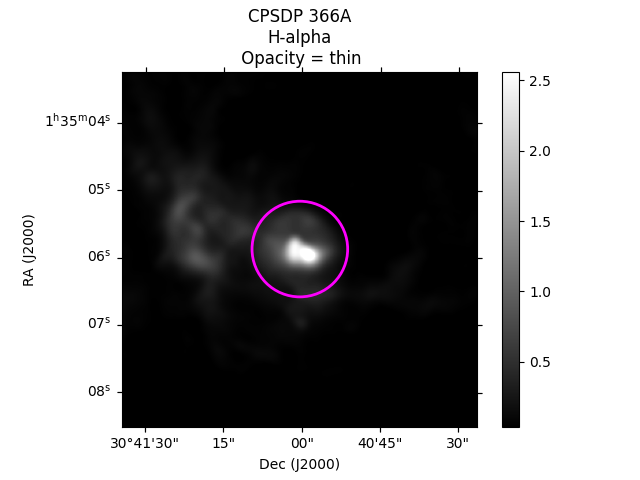 CPSDP 366A
H-alpha
Opacity = thin
1ʰ35ᵐ04ˢ
05ˢ
06ˢ
07ˢ
08ˢ
RA (J2000)
30°41'30"
15"
00"
40'45"
30"
Dec (J2000)
2.5
2.0
1.5
1.0
0.5